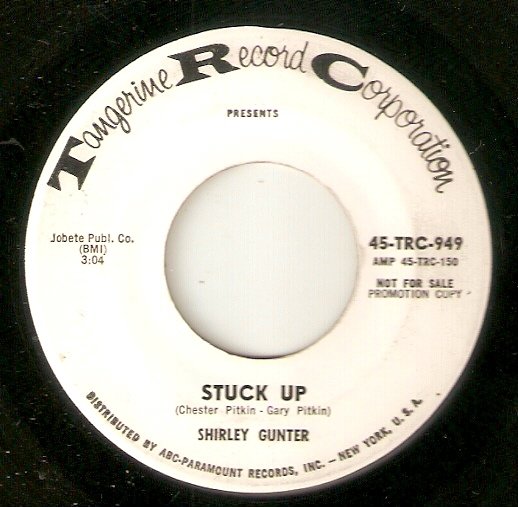 Tangerine Record Corporation
PRESENTS
Jobete Publ. Co.
(BMI)
3:04
45-TRC-949
AMP 45-TRC-150
NOT FOR SALE
PROMOTION COPY
STUCK UP
(Chester Pitkin - Gary Pitkin)
SHIRLEY GUNTER
DISTRIBUTED BY ABC-PARAMOUNT RECORDS, INC. — NEW YORK, U. S. A.